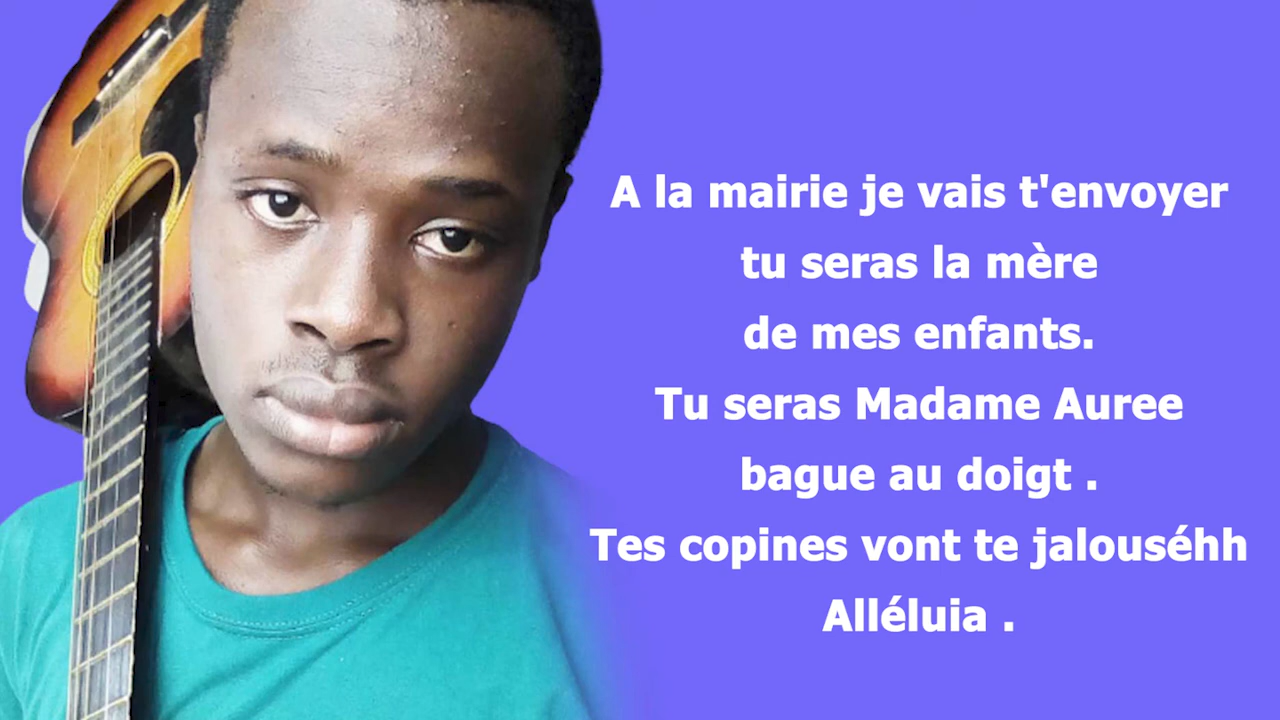 A la mairie je vais t'envoyer
tu seras la mère
de mes enfants.
Tu seras Madame Auree
bague au doigt .
Tes copines vont te jalouséhh
Alléluia .